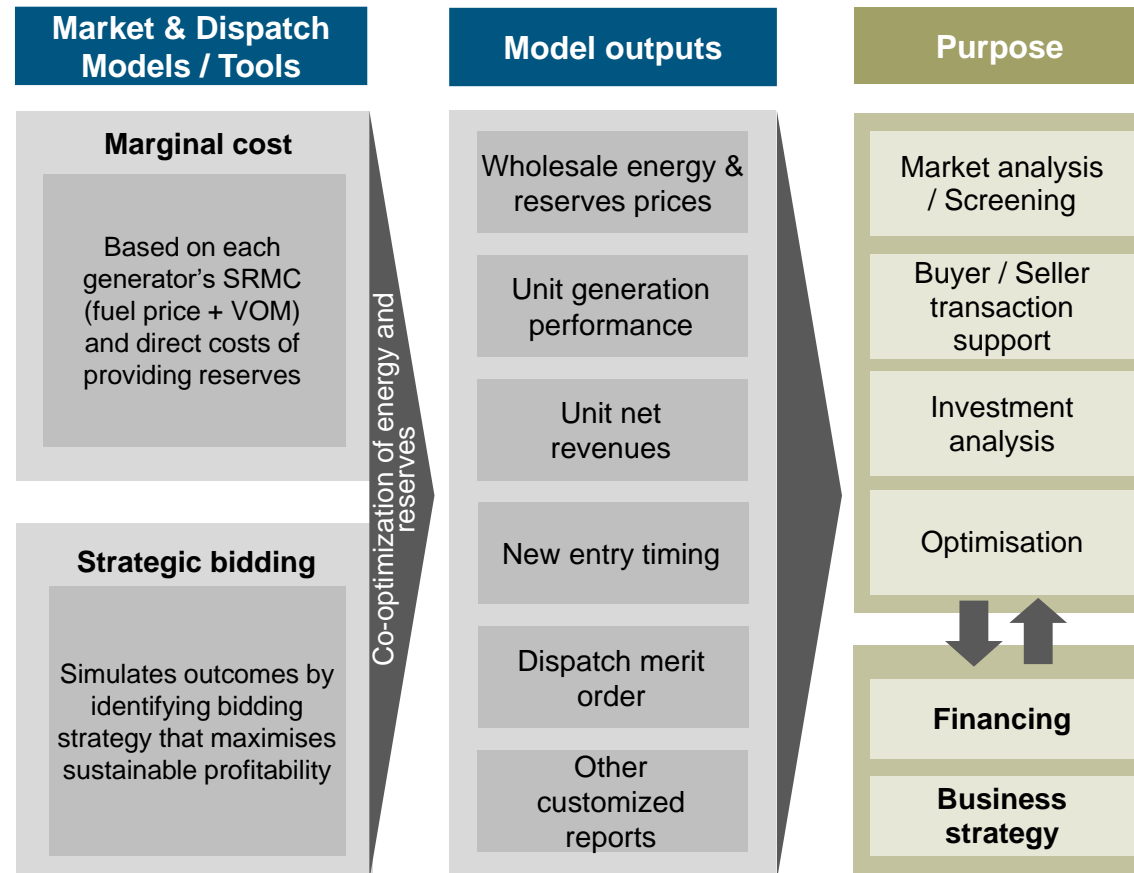 Market & Dispatch
Models / Tools
Marginal cost
Based on each
generator's SRMC
(fuel price + VOM)
and direct costs of
providing reserves
Strategic bidding
Simulates outcomes by
identifying bidding
strategy that maximises
sustainable profitability
Co-optimization of energy and
reserves
Model outputs
Wholesale energy &
reserves prices
Unit generation
performance
Unit net
revenues
New entry timing
Dispatch merit
order
Other
customized
reports
Purpose
Market analysis
/ Screening
Buyer / Seller
transaction
support
Investment
analysis
Optimisation
Financing
Business
strategy